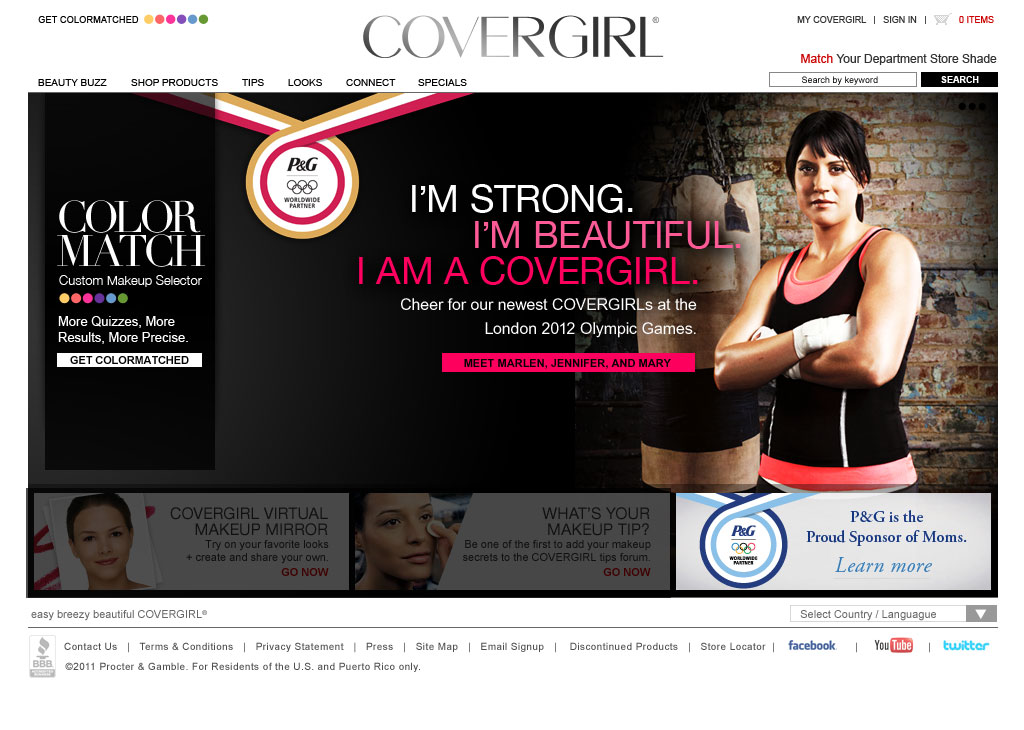 GET COLORMATCHED
COVERGIRL®
MY COVERGIRL | SIGN IN | 0 ITEMS
Match Your Department Store Shade
BEAUTY BUZZ SHOP PRODUCTS TIPS LOOKS CONNECT SPECIALS
Search by keyword SEARCH
P&G
WORLDWIDE
PARTNER
COLOR
MATCH
Custom Makeup Selector
More Quizzes, More
Results, More Precise.
GET COLORMATCHED
I'M STRONG.
I'M BEAUTIFUL.
I AM A COVERGIRL.
Cheer for our newest COVERGIRLs at the
London 2012 Olympic Games.
MEET MARLEN, JENNIFER, AND MARY
COVERGIRL VIRTUAL
MAKEUP MIRROR
Try on your favorite looks
+ create and share your own.
GO NOW
WHAT'S YOUR
MAKEUP TIP?
Be one of the first to add your makeup
secrets to the COVERGIRL tips forum.
GO NOW
P&G
WORLDWIDE
PARTNER
P&G is the
Proud Sponsor of Moms.
Learn more
easy breezy beautiful COVERGIRL®
Select Country / Languague
BBB
Contact Us | Terms & Conditions | Privacy Statement | Press | Site Map | Email Signup | Discontinued Products | Store Locator | facebook | YouTube | twitter
©2011 Procter & Gamble. For Residents of the U.S. and Puerto Rico only.